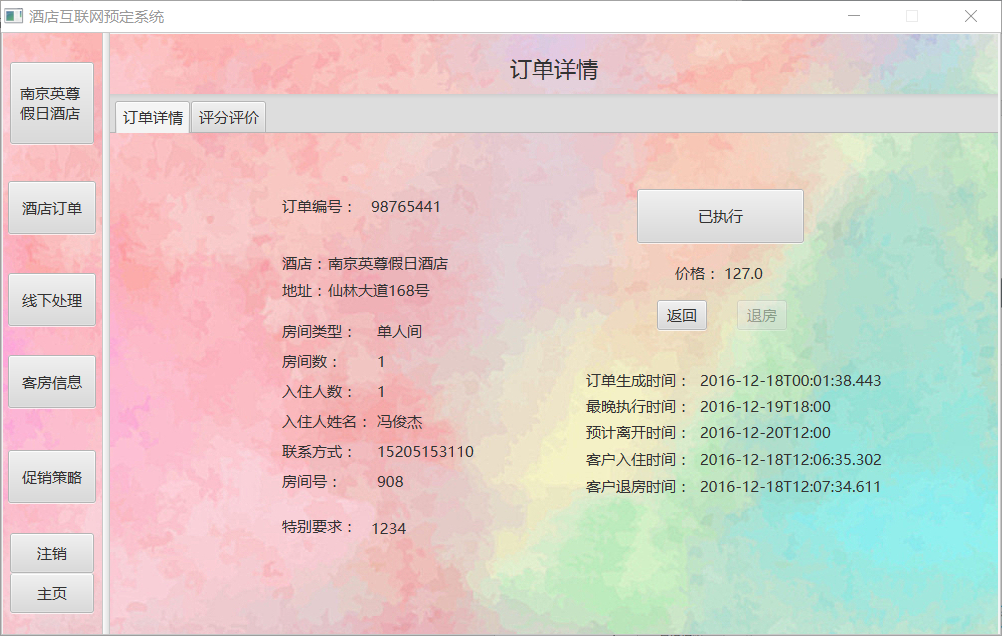 酒店互联网预定系统
南京英尊
假日酒店
酒店订单
线下处理
客房信息
促销策略
注销
主页
订单详情
订单详情 评分评价
订单编号： 98765441
酒店：南京英尊假日酒店
地址：仙林大道168号
房间类型： 单人间
房间数： 1
入住人数： 1
入住人姓名： 冯俊杰
联系方式： 15205153110
房间号： 908
特别要求： 1234
已执行
价格： 127.0
返回 退房
订单生成时间： 2016-12-18T00:01:38.443
最晚执行时间： 2016-12-19T18:00
预计离开时间： 2016-12-20T12:00
客户入住时间： 2016-12-18T12:06:35.302
客户退房时间： 2016-12-18T12:07:34.611